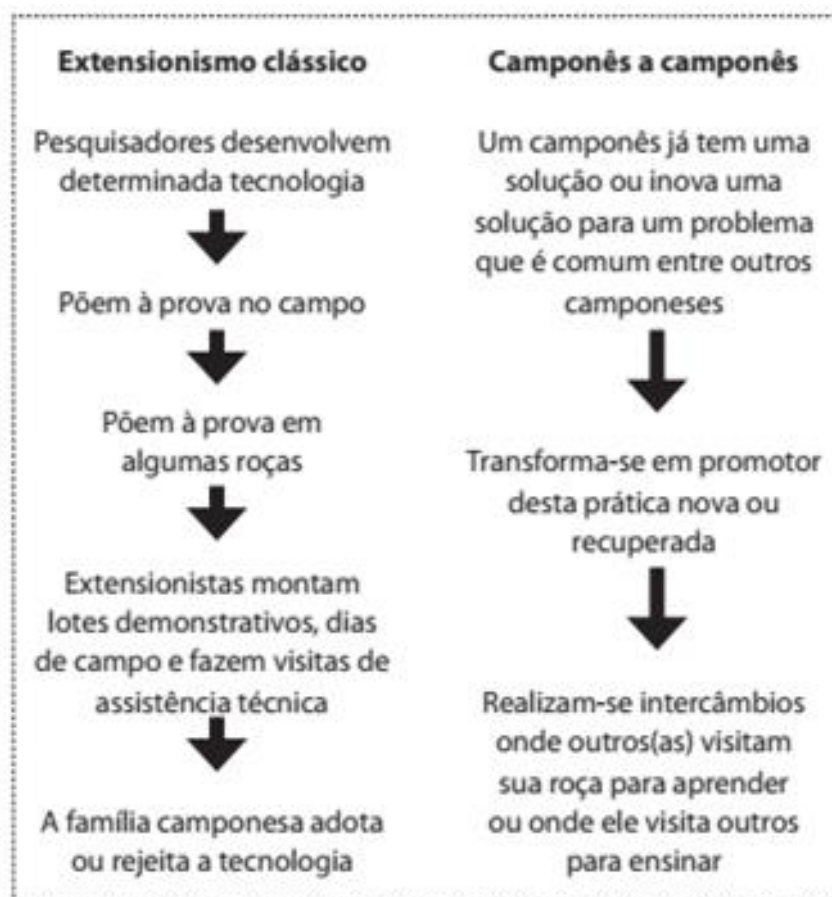 Extensionismo clássico
Pesquisadores desenvolvem
determinada tecnologia
Põem à prova no campo
Põem à prova em
algumas roças
Extensionistas montam
lotes demonstrativos, dias
de campo e fazem visitas de
assistência técnica
A família camponesa adota
ou rejeita a tecnologia
Camponês a camponês
Um camponês já tem uma
solução ou inova uma
solução para um problema
que é comum entre outros
camponeses
Transforma-se em promotor
desta prática nova ou
recuperada
Realizam-se intercâmbios
onde outros(as) visitam
sua roça para aprender
ou onde ele visita outros
para ensinar